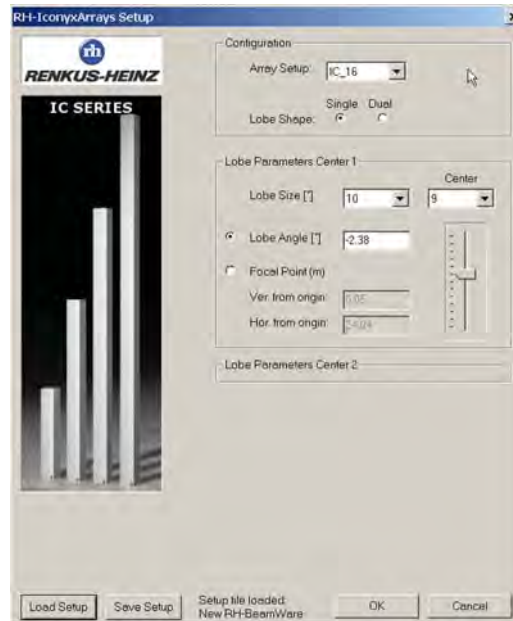 RH-IconyxArrays Setup
rh
RENKUS-HEINZ
IC SERIES
Configuration
Array Setup: IC_16
Single Dual
Lobe Shape:
Lobe Parameters Center 1
Center
Lobe Size [°] 10 9
Lobe Angle [°] -2.38
Focal Point (m)
Ver. from origin:
Hor. from origin:
Lobe Parameters Center 2
Load Setup Save Setup Setup file loaded: OK Cancel
New RH-BeamWare